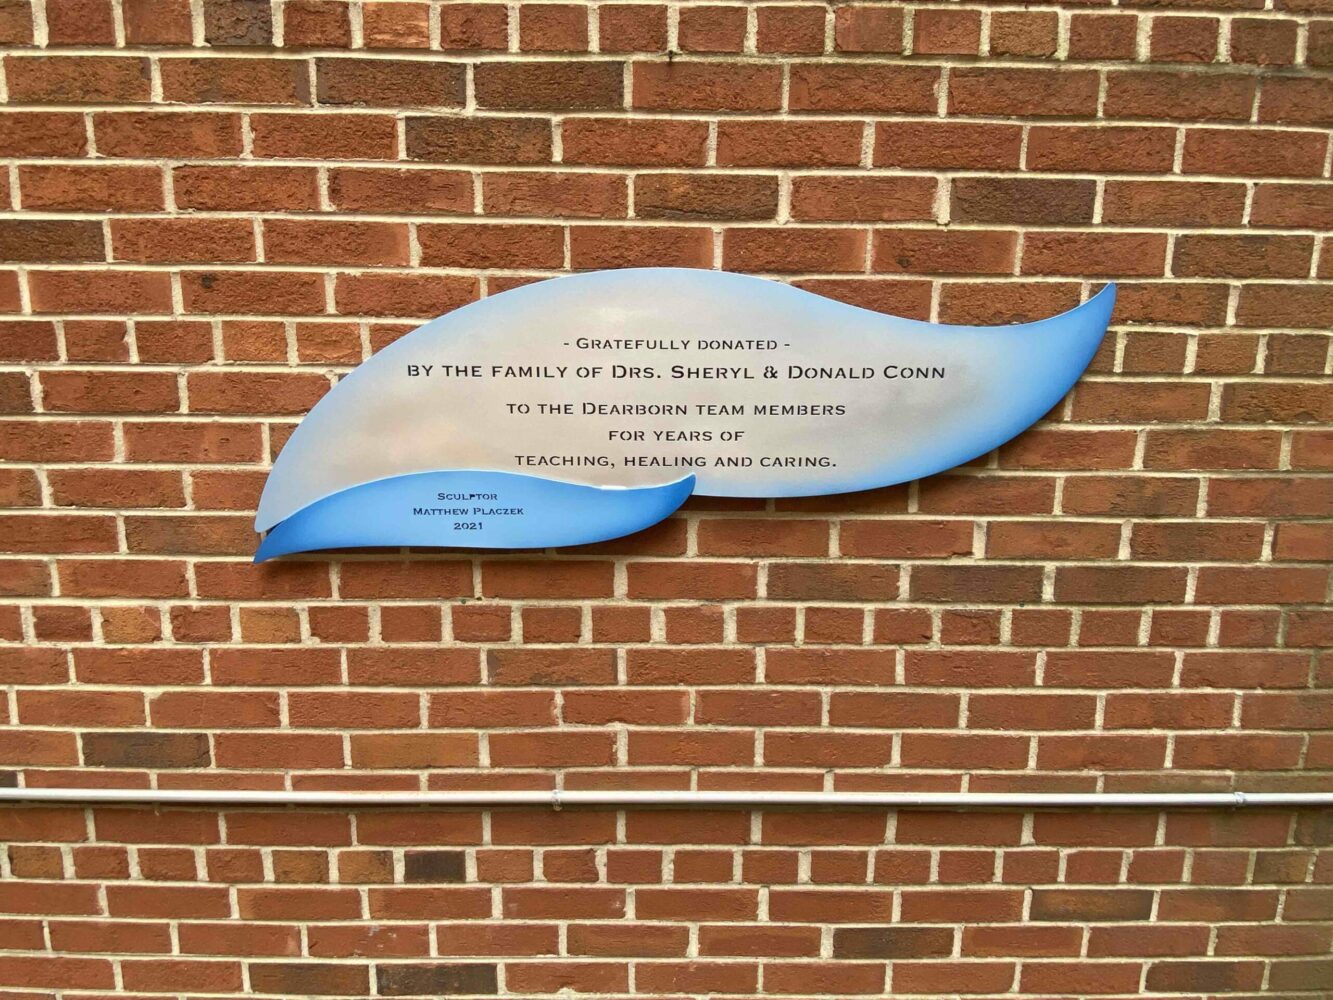 - Gratefully donated -
by the family of Drs. Sheryl & Donald Conn
to the Dearborn team members
for years of
teaching, healing and caring.
Sculptor
Matthew Placzek
2021